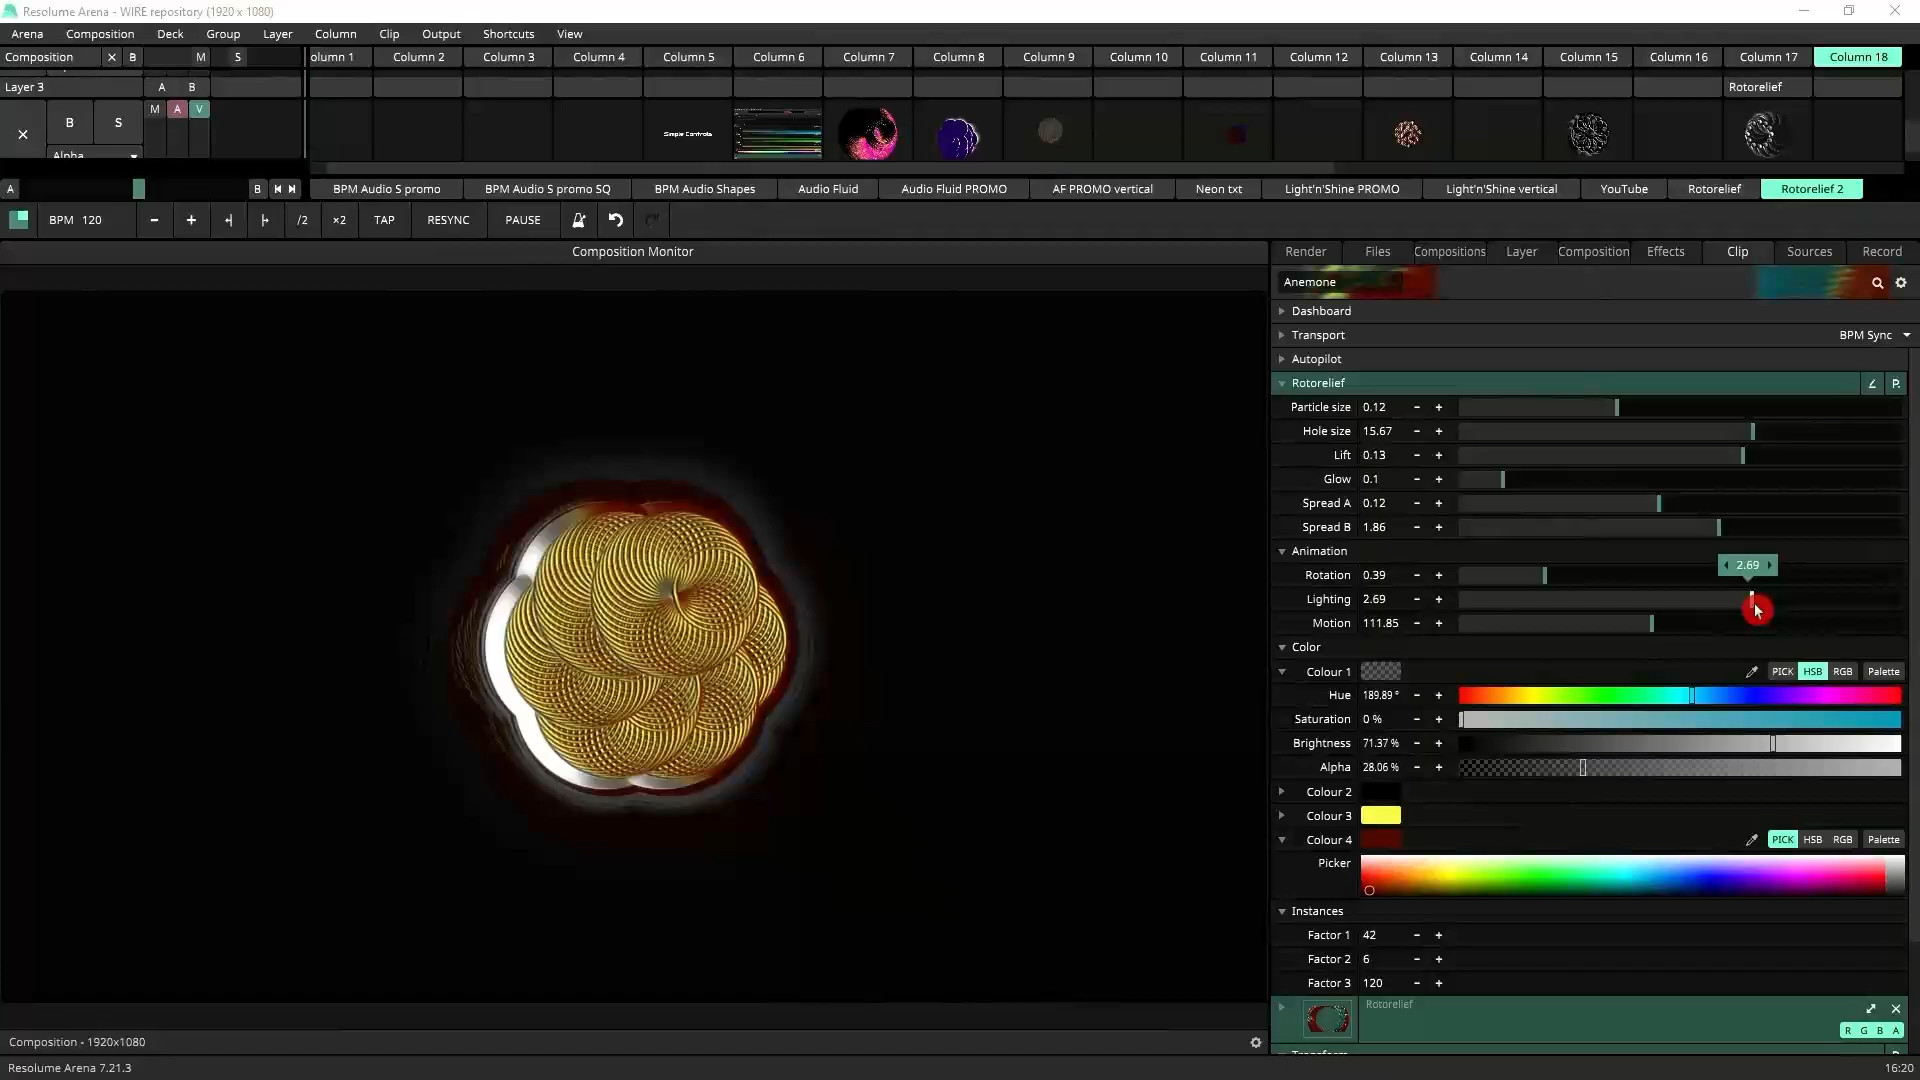 Resolume Arena - WIRE repository (1920 x 1080)
Arena Composition Deck Group Layer Column Clip Output Shortcuts View
Composition × B M S olumn 1 Column 2 Column 3 Column 4 Column 5 Column 6 Column 7 Column 8 Column 9 Column 10 Column 11 Column 12 Column 13 Column 14 Column 15 Column 16 Column 17 Column 18
Layer 3 A B Rotorelief
M A V
× B S Simple Controls
Alpha
A B BPM Audio S promo BPM Audio S promo SQ BPM Audio Shapes Audio Fluid Audio Fluid PROMO AF PROMO vertical Neon txt Light'n'Shine PROMO Light'n'Shine vertical YouTube Rotorelief Rotorelief 2
BPM 120 - + /2 ×2 TAP RESYNC PAUSE
Composition Monitor
Render Files Compositions Layer Composition Effects Clip Sources Record
Anemone
Dashboard
Transport BPM Sync
Autopilot
Rotorelief P.
Particle size 0.12 - +
Hole size 15.67 - +
Lift 0.13 - +
Glow 0.1 - +
Spread A 0.12 - +
Spread B 1.86 - +
Animation
2.69
Rotation 0.39 - +
Lighting 2.69 - +
Motion 111.85 - +
Color
Colour 1 PICK HSB RGB Palette
Hue 189.89 ° - +
Saturation 0 % - +
Brightness 71.37 % - +
Alpha 28.06 % - +
Colour 2
Colour 3
Colour 4 PICK HSB RGB Palette
Picker
Instances
Factor 1 42 - +
Factor 2 6 - +
Factor 3 120 - +
Rotorelief
R G B A
Transform
Composition - 1920x1080
Resolume Arena 7.21.3 16:20